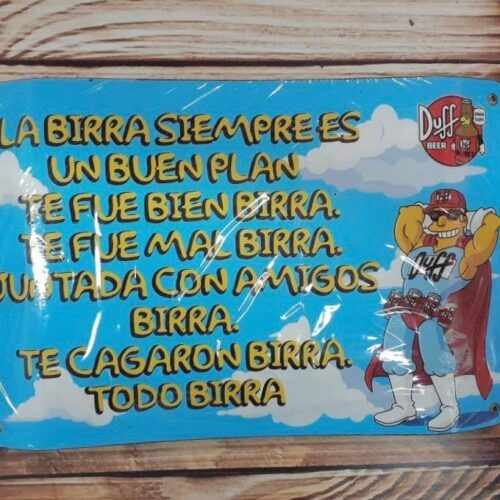 LA BIRRA SIEMPRE ES
UN BUEN PLAN
TE FUE BIEN BIRRA.
TE FUE MAL BIRRA.
JUNTADA CON AMIGOS
BIRRA.
TE CAGARON BIRRA.
TODO BIRRA
Duff
BEER
Duff